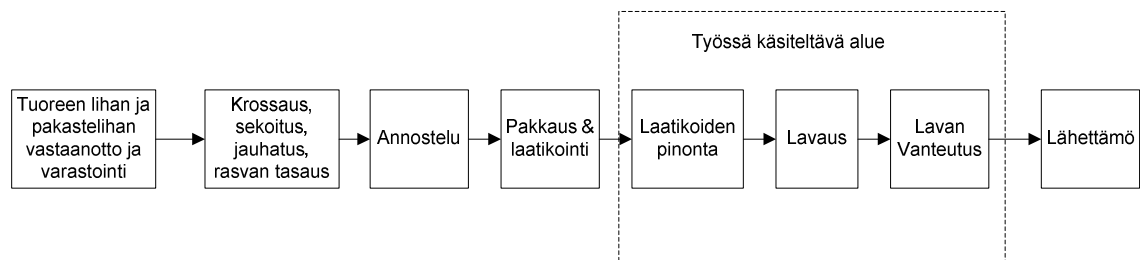 Työssä käsiteltävä alue
Tuoreen lihan ja
pakastelihan
vastaanotto ja
varastointi
Krossaus,
sekoitus,
jauhatus,
rasvan tasaus
Annostelu
Pakkaus &
laatikointi
Laatikoiden
pinonta
Lavaus
Lavan
Vanteutus
Lähettämö